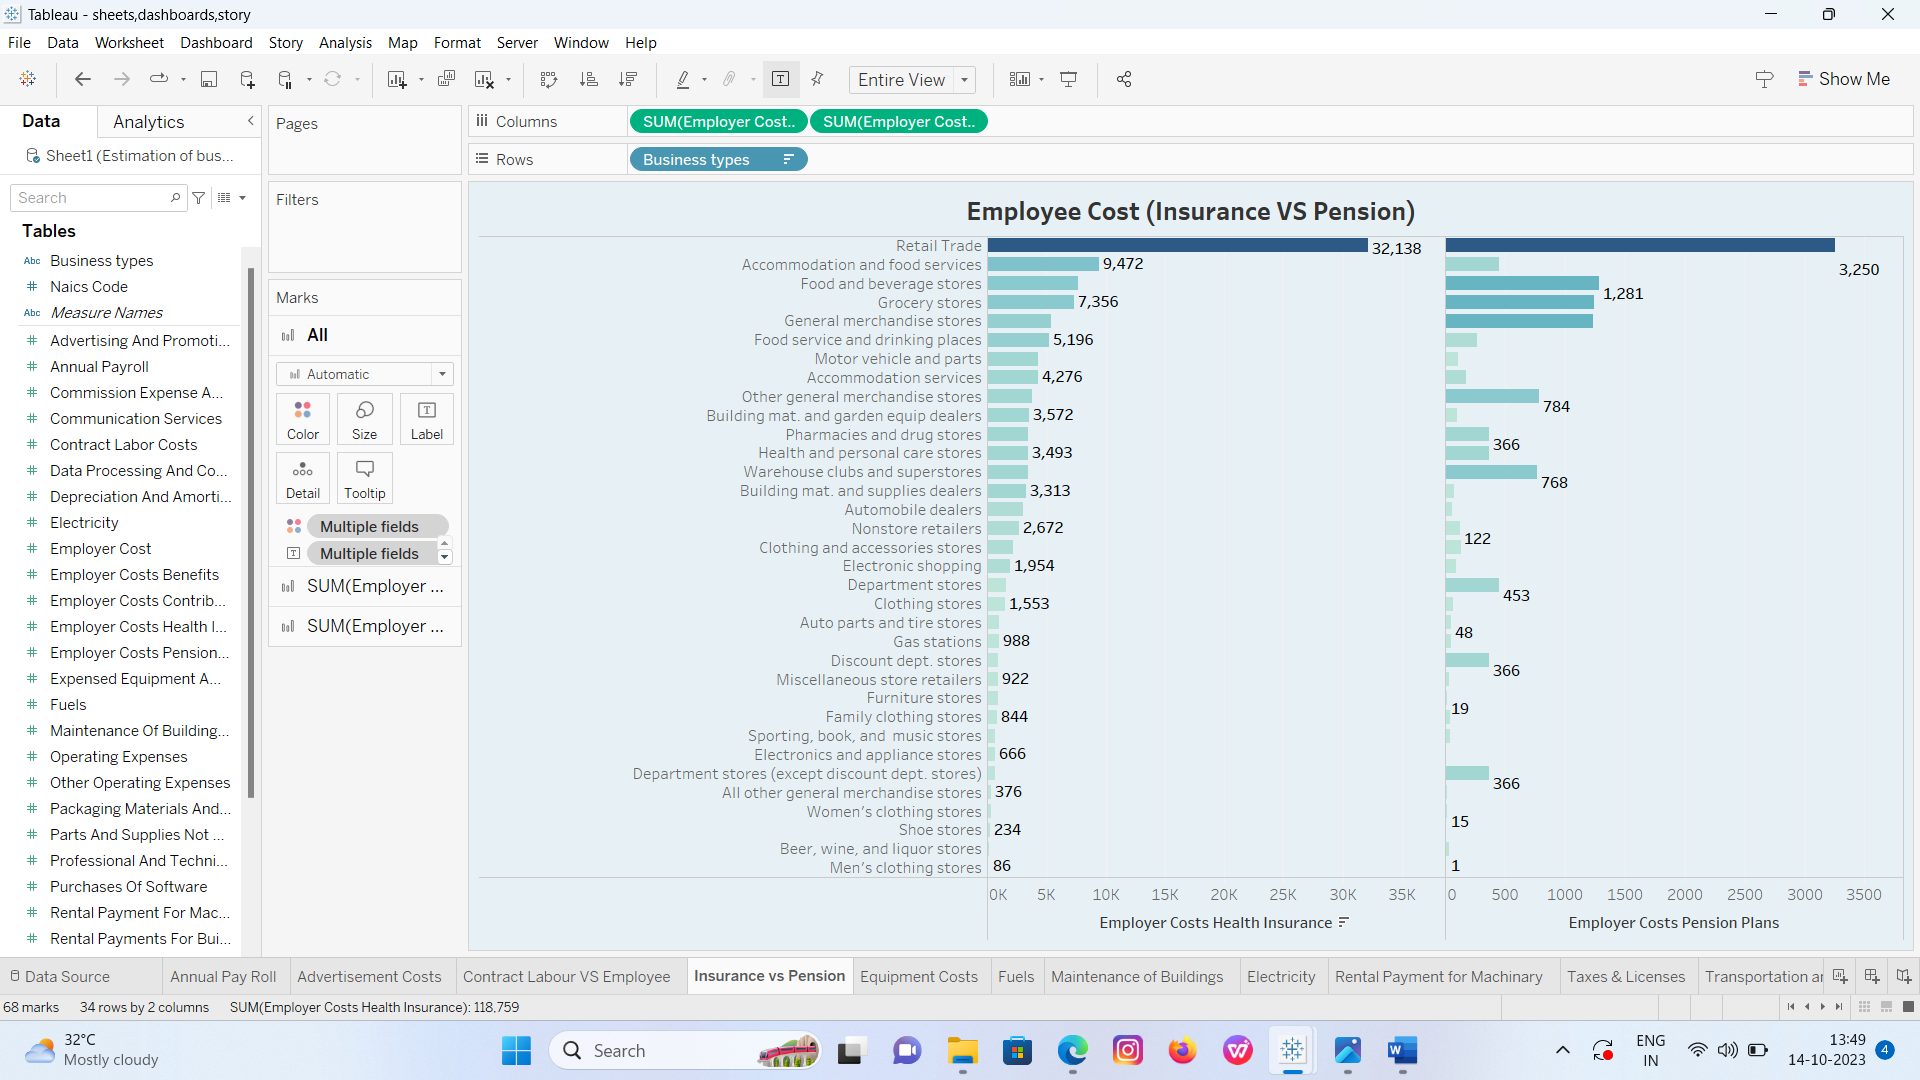 Tableau - sheets,dashboards,story
File Data Worksheet Dashboard Story Analysis Map Format Server Window Help
Entire View
Show Me
Data Analytics
Sheet1 (Estimation of bus...
Search
Tables
Abc Business types
# Naics Code
Abc Measure Names
# Advertising And Promoti...
# Annual Payroll
# Commission Expense A...
# Communication Services
# Contract Labor Costs
# Data Processing And Co...
# Depreciation And Amorti...
# Electricity
# Employer Cost
# Employer Costs Benefits
# Employer Costs Contrib...
# Employer Costs Health I...
# Employer Costs Pension...
# Expensed Equipment A...
# Fuels
# Maintenance Of Building...
# Operating Expenses
# Other Operating Expenses
# Packaging Materials And...
# Parts And Supplies Not ...
# Professional And Techni...
# Purchases Of Software
# Rental Payment For Mac...
# Rental Payments For Bui...
Pages
Filters
Marks
All
Automatic
Color Size Label
Detail Tooltip
Multiple fields
Multiple fields
SUM(Employer ...
SUM(Employer ...
Columns SUM(Employer Cost.. SUM(Employer Cost..
Rows Business types
Employee Cost (Insurance VS Pension)
Retail Trade 32,138 3,250
Accommodation and food services 9,472
Food and beverage stores 1,281
Grocery stores 7,356
General merchandise stores
Food service and drinking places 5,196
Motor vehicle and parts
Accommodation services 4,276
Other general merchandise stores 784
Building mat. and garden equip dealers 3,572
Pharmacies and drug stores 366
Health and personal care stores 3,493
Warehouse clubs and superstores 768
Building mat. and supplies dealers 3,313
Automobile dealers
Nonstore retailers 2,672 122
Clothing and accessories stores
Electronic shopping 1,954
Department stores 453
Clothing stores 1,553
Auto parts and tire stores 48
Gas stations 988
Discount dept. stores 366
Miscellaneous store retailers 922
Furniture stores 19
Family clothing stores 844
Sporting, book, and music stores
Electronics and appliance stores 666
Department stores (except discount dept. stores) 366
All other general merchandise stores 376
Women's clothing stores 15
Shoe stores 234
Beer, wine, and liquor stores
Men's clothing stores 86 1
0K 5K 10K 15K 20K 25K 30K 35K 0 500 1000 1500 2000 2500 3000 3500
Employer Costs Health Insurance Employer Costs Pension Plans
Data Source Annual Pay Roll Advertisement Costs Contract Labour VS Employee Insurance vs Pension Equipment Costs Fuels Maintenance of Buildings Electricity Rental Payment for Machinery Taxes & Licenses Transportation ar
68 marks 34 rows by 2 columns SUM(Employer Costs Health Insurance): 118,759
32°C
Mostly cloudy
Search
ENG
IN
13:49
14-10-2023
4